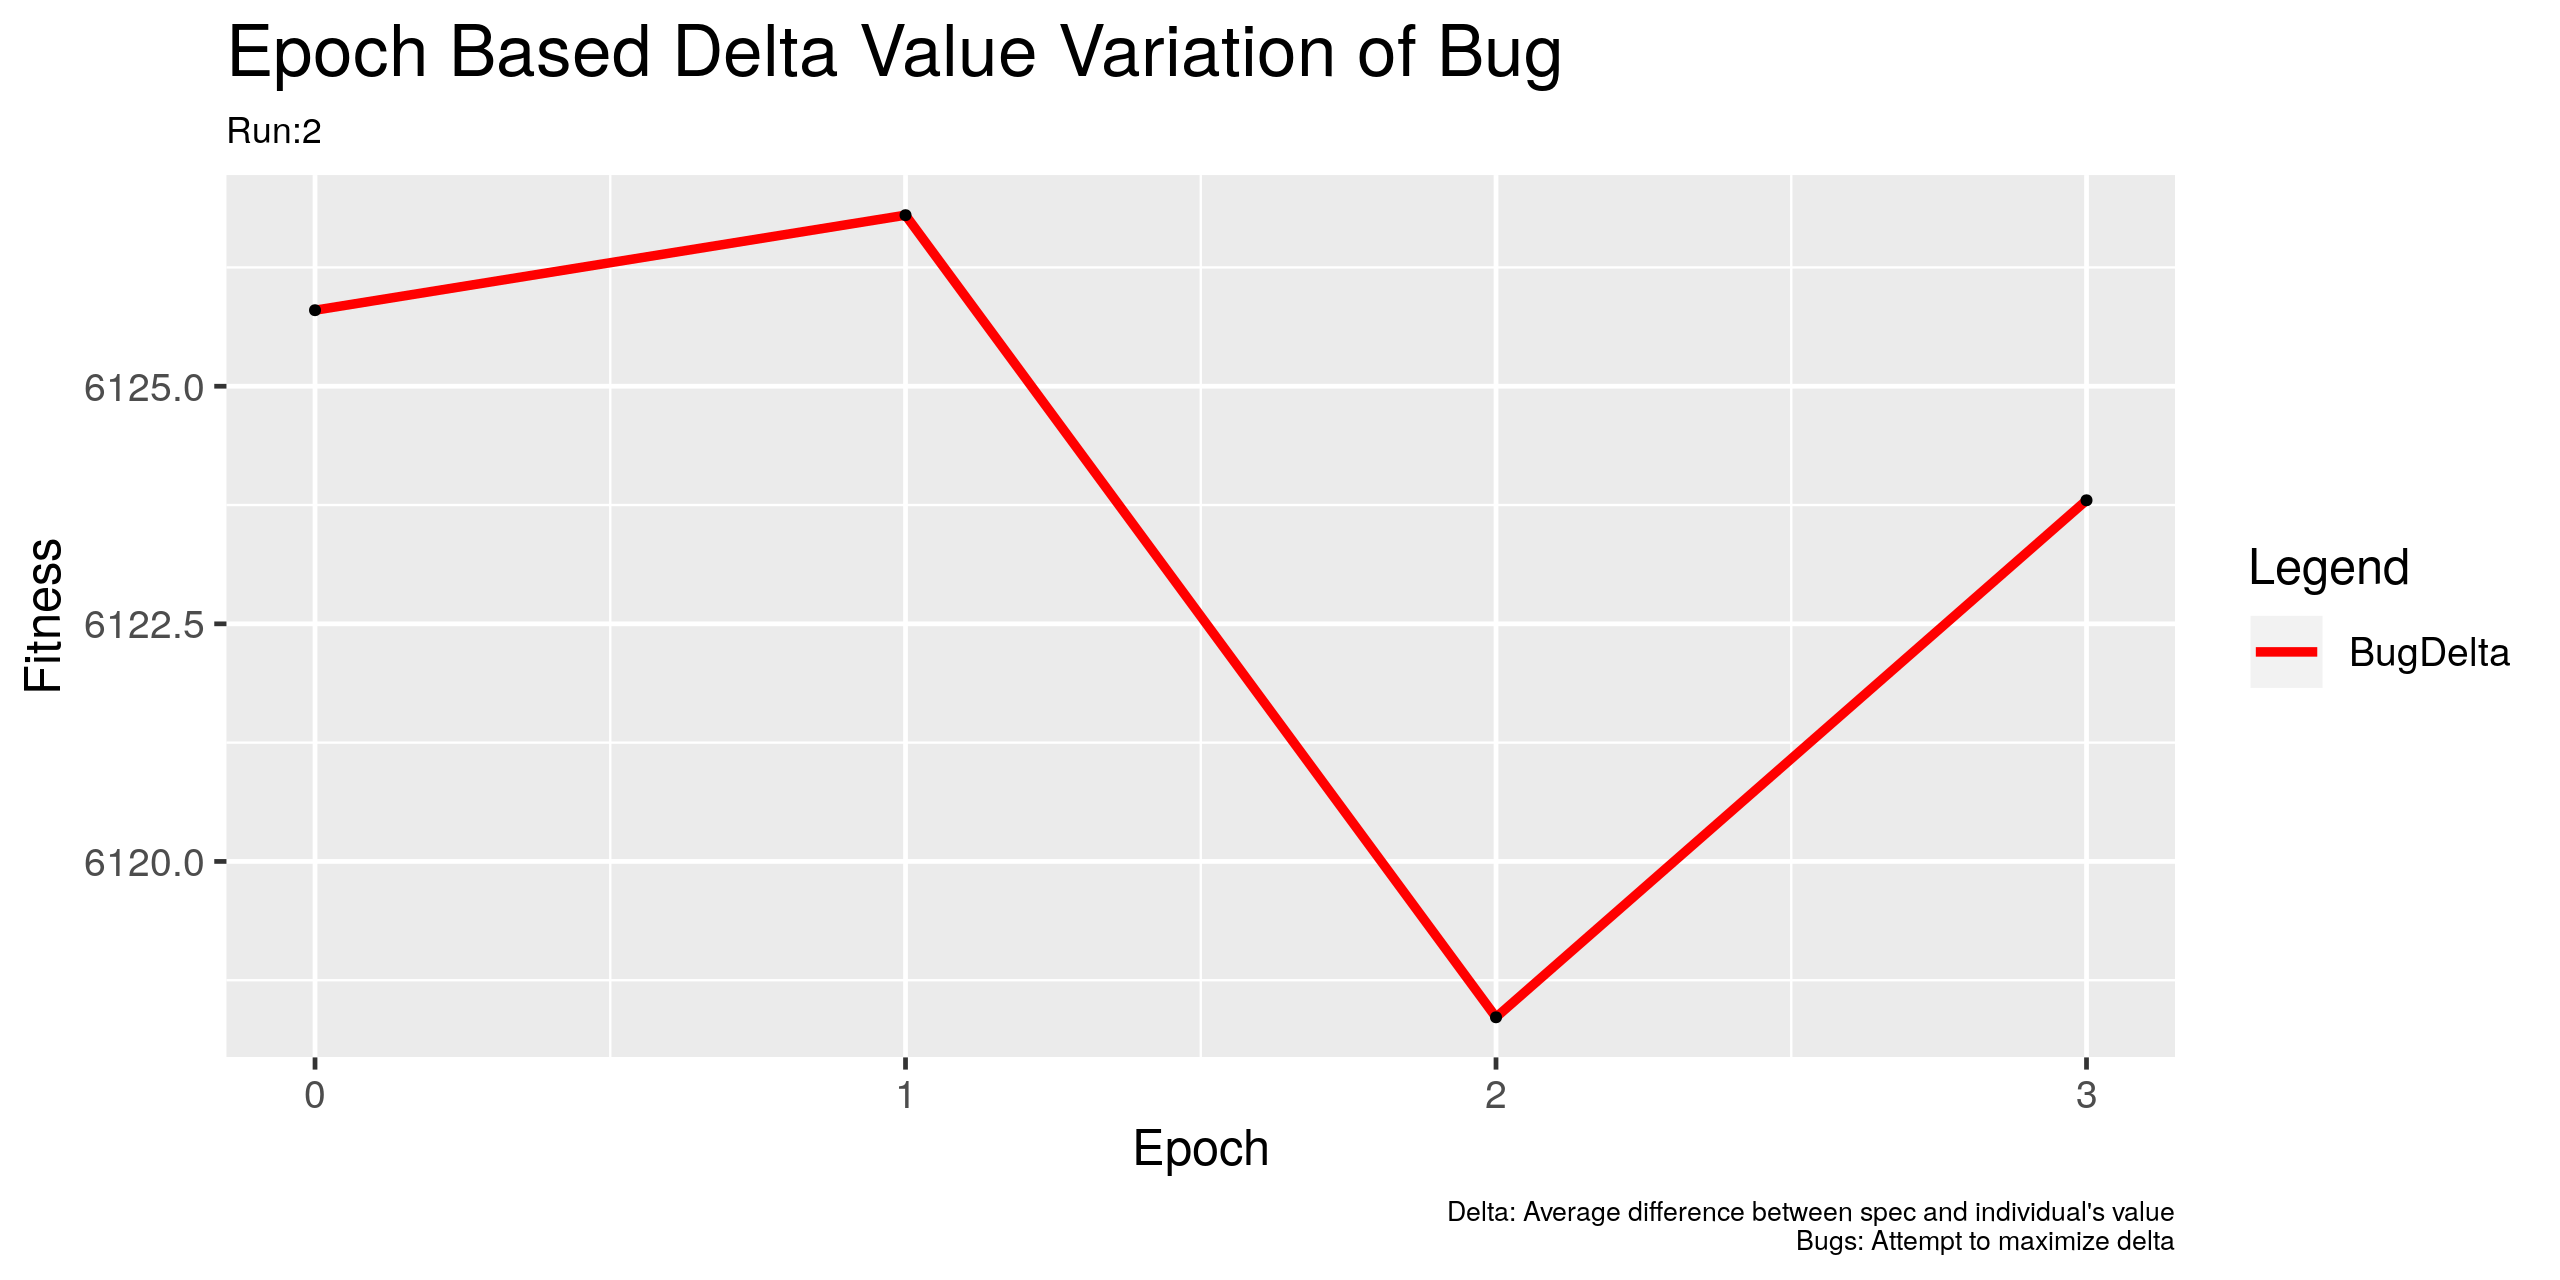 Epoch Based Delta Value Variation of Bug
Run:2
Fitness
6125.0
6122.5
6120.0
0 1 2 3
Epoch
Legend
BugDelta
Delta: Average difference between spec and individual's value
Bugs: Attempt to maximize delta